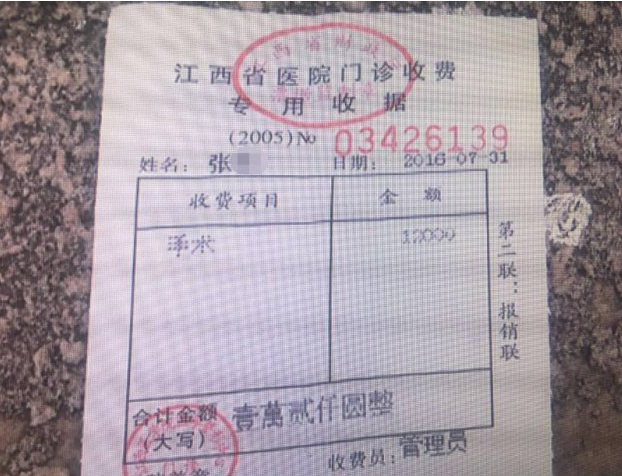 江西省医院门诊收费
专用收据
(2005)No 03426139
姓名：张 日期： 2016-07-31
收费项目 金额
手术 12000
合计金额 壹萬贰仟圆整
(大写)
收费员：管理员
第二联：报销联